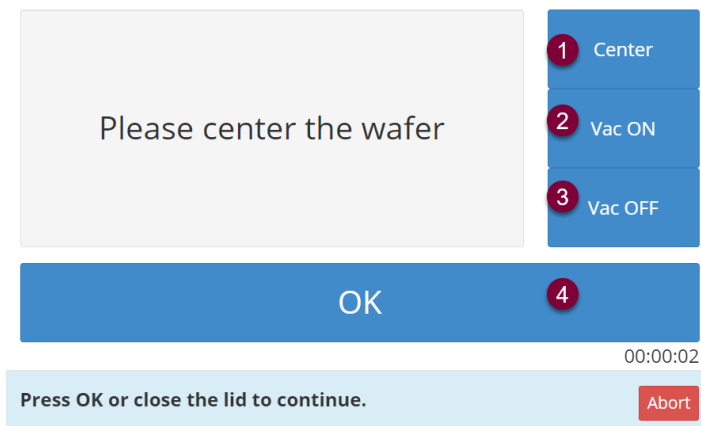 Please center the wafer
1 Center
2 Vac ON
3 Vac OFF
OK 4
00:00:02
Press OK or close the lid to continue. Abort